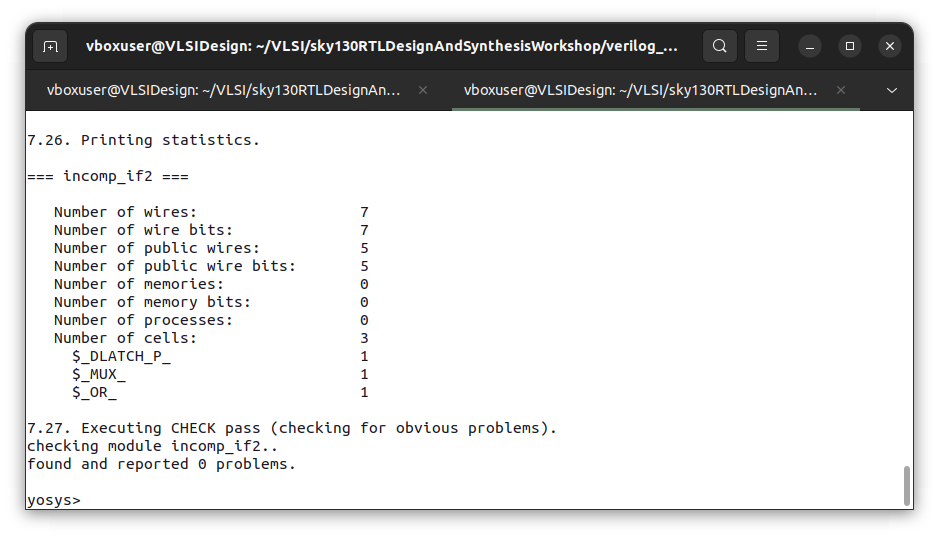 vboxuser@VLSIDesign: ~/VLSI/sky130RTLDesignAndSynthesisWorkshop/verilog_...
vboxuser@VLSIDesign: ~/VLSI/sky130RTLDesignAn...
vboxuser@VLSIDesign: ~/VLSI/sky130RTLDesignAn...
7.26. Printing statistics.
=== incomp_if2 ===
Number of wires: 7
Number of wire bits: 7
Number of public wires: 5
Number of public wire bits: 5
Number of memories: 0
Number of memory bits: 0
Number of processes: 0
Number of cells: 3
$_DLATCH_P_ 1
$_MUX_ 1
$_OR_ 1
7.27. Executing CHECK pass (checking for obvious problems).
checking module incomp_if2..
found and reported 0 problems.
yosys>